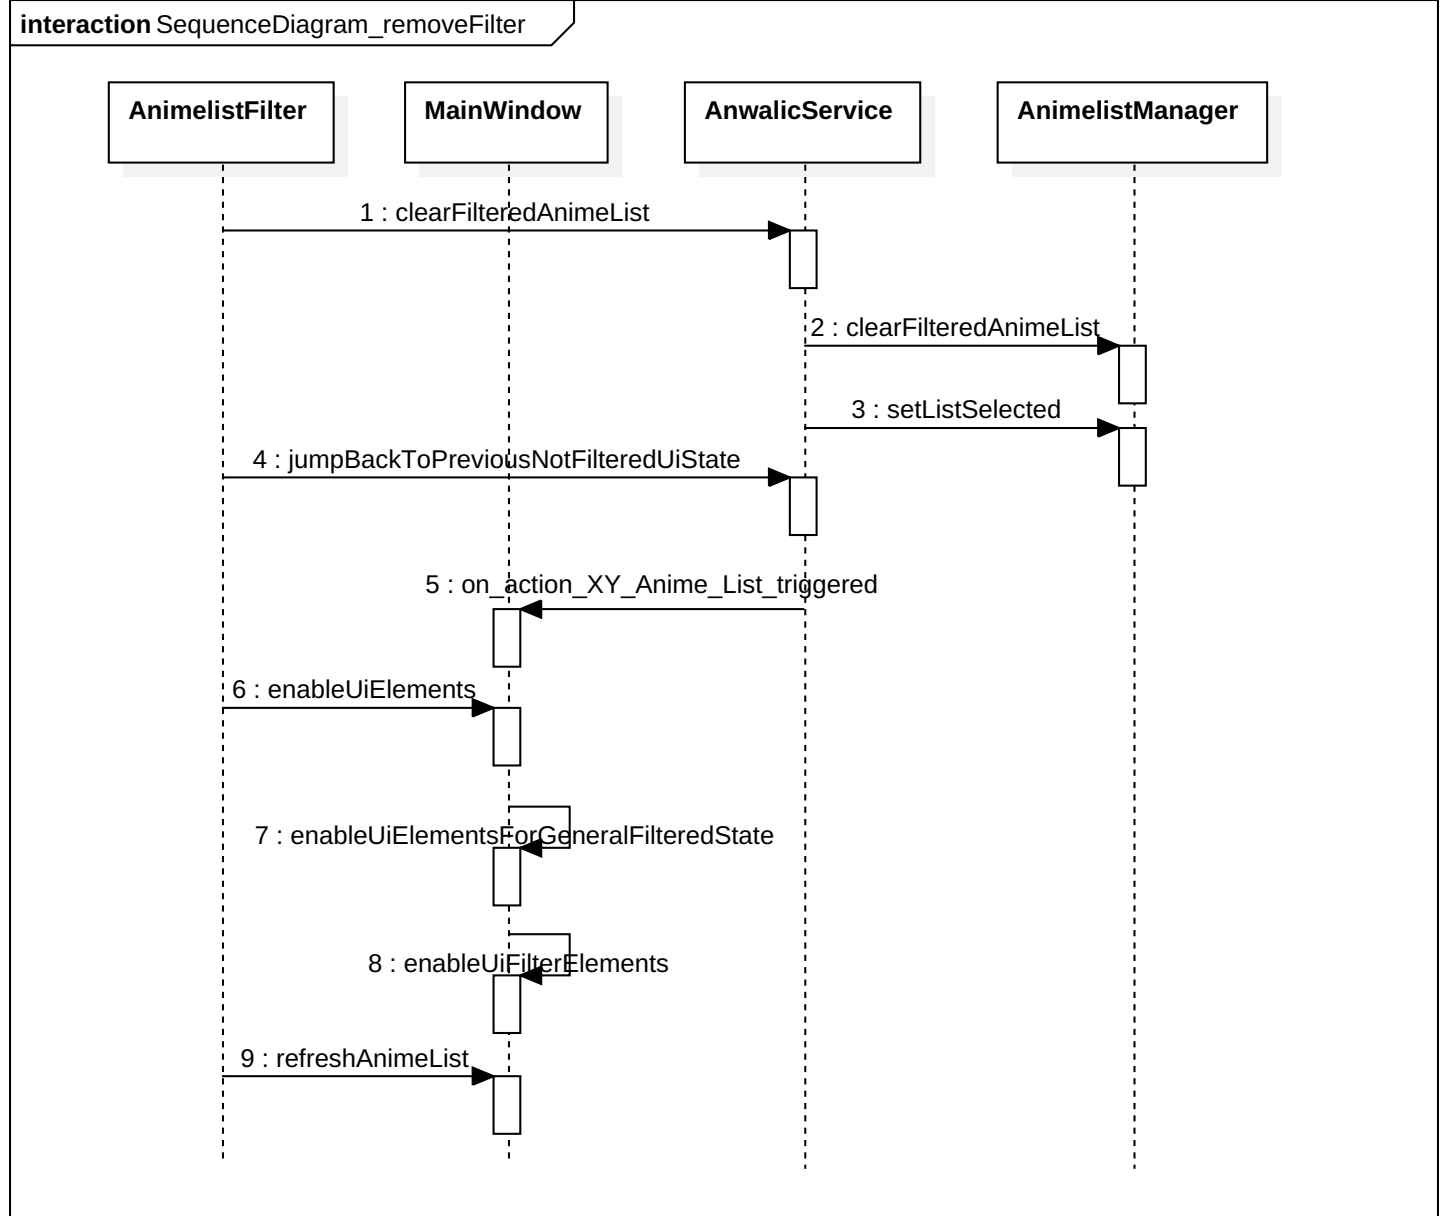 interaction SequenceDiagram_removeFilter
AnimelistFilter
MainWindow
AnwalicService
AnimelistManager
1 : clearFilteredAnimeList
2 : clearFilteredAnimeList
3 : setListSelected
4 : jumpBackToPreviousNotFilteredUiState
5 : on_action_XY_Anime_List_triggered
6 : enableUiElements
7 : enableUiElementsForGeneralFilteredState
8 : enableUiFilterElements
9 : refreshAnimeList